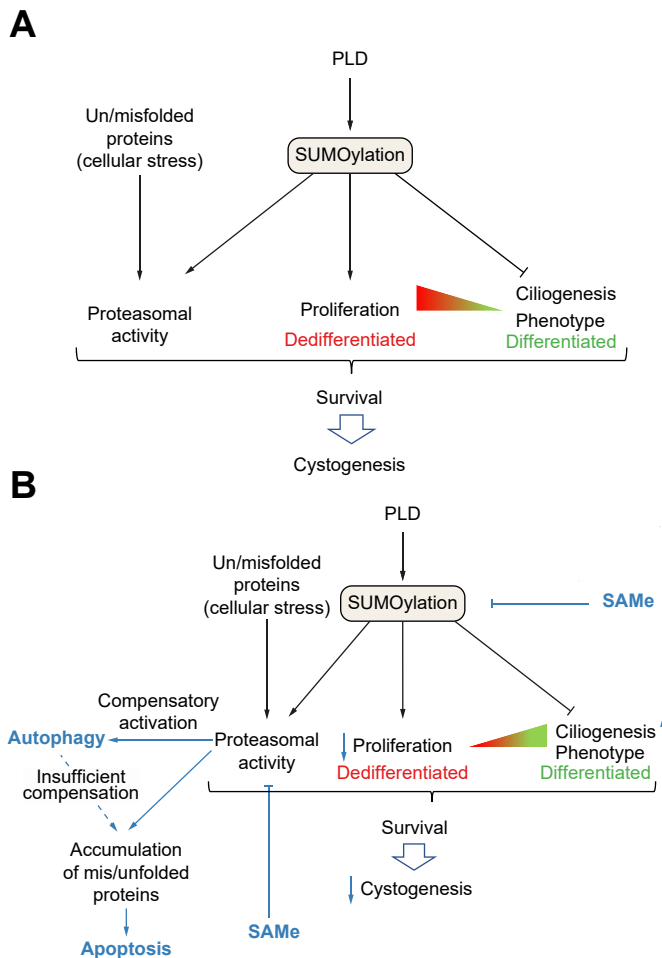 A
PLD
Un/misfolded
proteins
(cellular stress)
SUMOylation
Proteasomal
activity
Proliferation
Dedifferentiated
Ciliogenesis
Phenotype
Differentiated
Survival
Cystogenesis
B
PLD
Un/misfolded
proteins
(cellular stress)
SUMOylation
SAMe
Compensatory
activation
Autophagy
Proteasomal
activity
Proliferation
Dedifferentiated
Ciliogenesis
Phenotype
Differentiated
Insufficient
compensation
Survival
Accumulation
of mis/unfolded
proteins
Cystogenesis
SAMe
Apoptosis